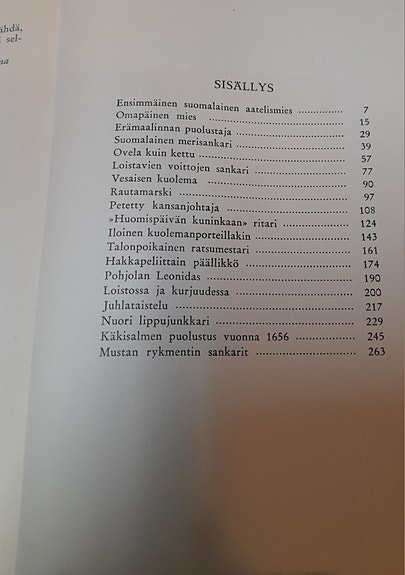 ähdä,
sel-
na
SISÄLLYS
Ensimmäinen suomalainen aatelismies ............... 7
Omapäinen mies ............... 15
Erämaalinnan puolustaja ............... 29
Suomalainen merisankari ............... 39
Ovela kuin kettu ............... 57
Loistavien voittojen sankari ............... 77
Vesaisen kuolema ............... 90
Rautamarski ............... 97
Petetty kansanjohtaja ............... 108
»Huomispäivän kuninkaan» ritari ............... 124
Iloinen kuolemanporteillakin ............... 143
Talonpoikainen ratsumestari ............... 161
Hakkapeliittain päällikkö ............... 174
Pohjolan Leonidas ............... 190
Loistossa ja kurjuudessa ............... 200
Juhlataistelu ............... 217
Nuori lippujunkkari ............... 229
Käkisalmen puolustus vuonna 1656 ............... 245
Mustan rykmentin sankarit ............... 263